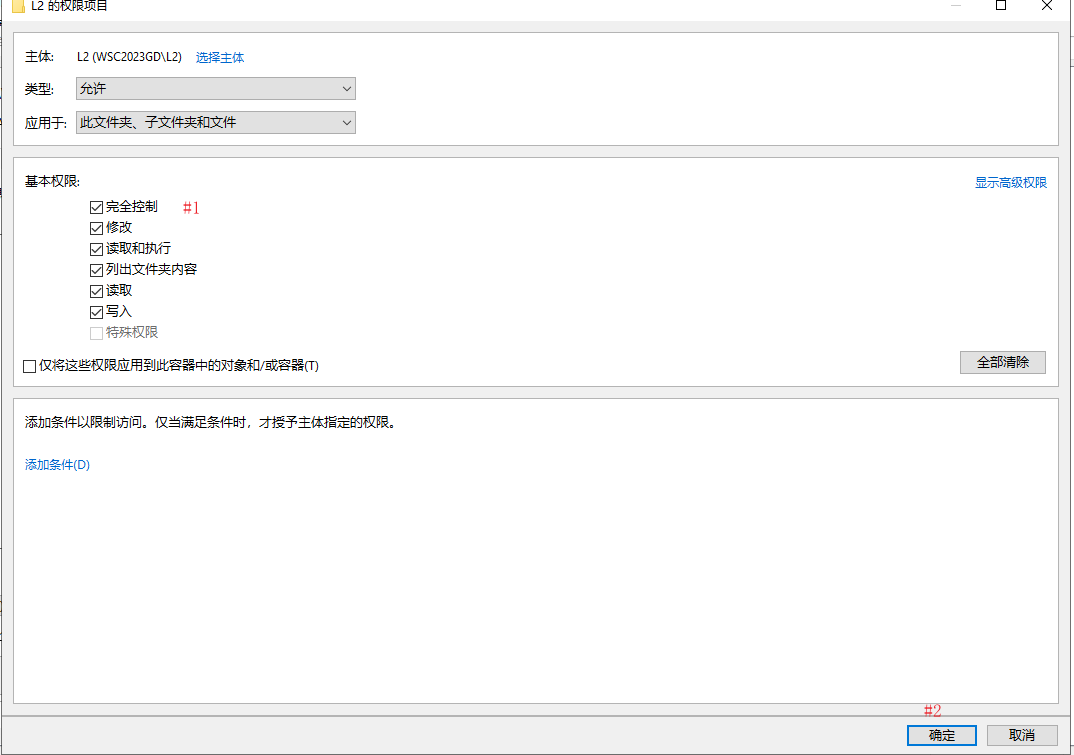 L2 的权限项目
主体: L2 (WSC2023GD\L2) 选择主体
类型: 允许
应用于: 此文件夹、子文件夹和文件
基本权限: 显示高级权限
完全控制 #1
修改
读取和执行
列出文件夹内容
读取
写入
特殊权限
仅将这些权限应用到此容器中的对象和/或容器(T)
全部清除
添加条件以限制访问。仅当满足条件时，才授予主体指定的权限。
添加条件(D)
#2
确定 取消